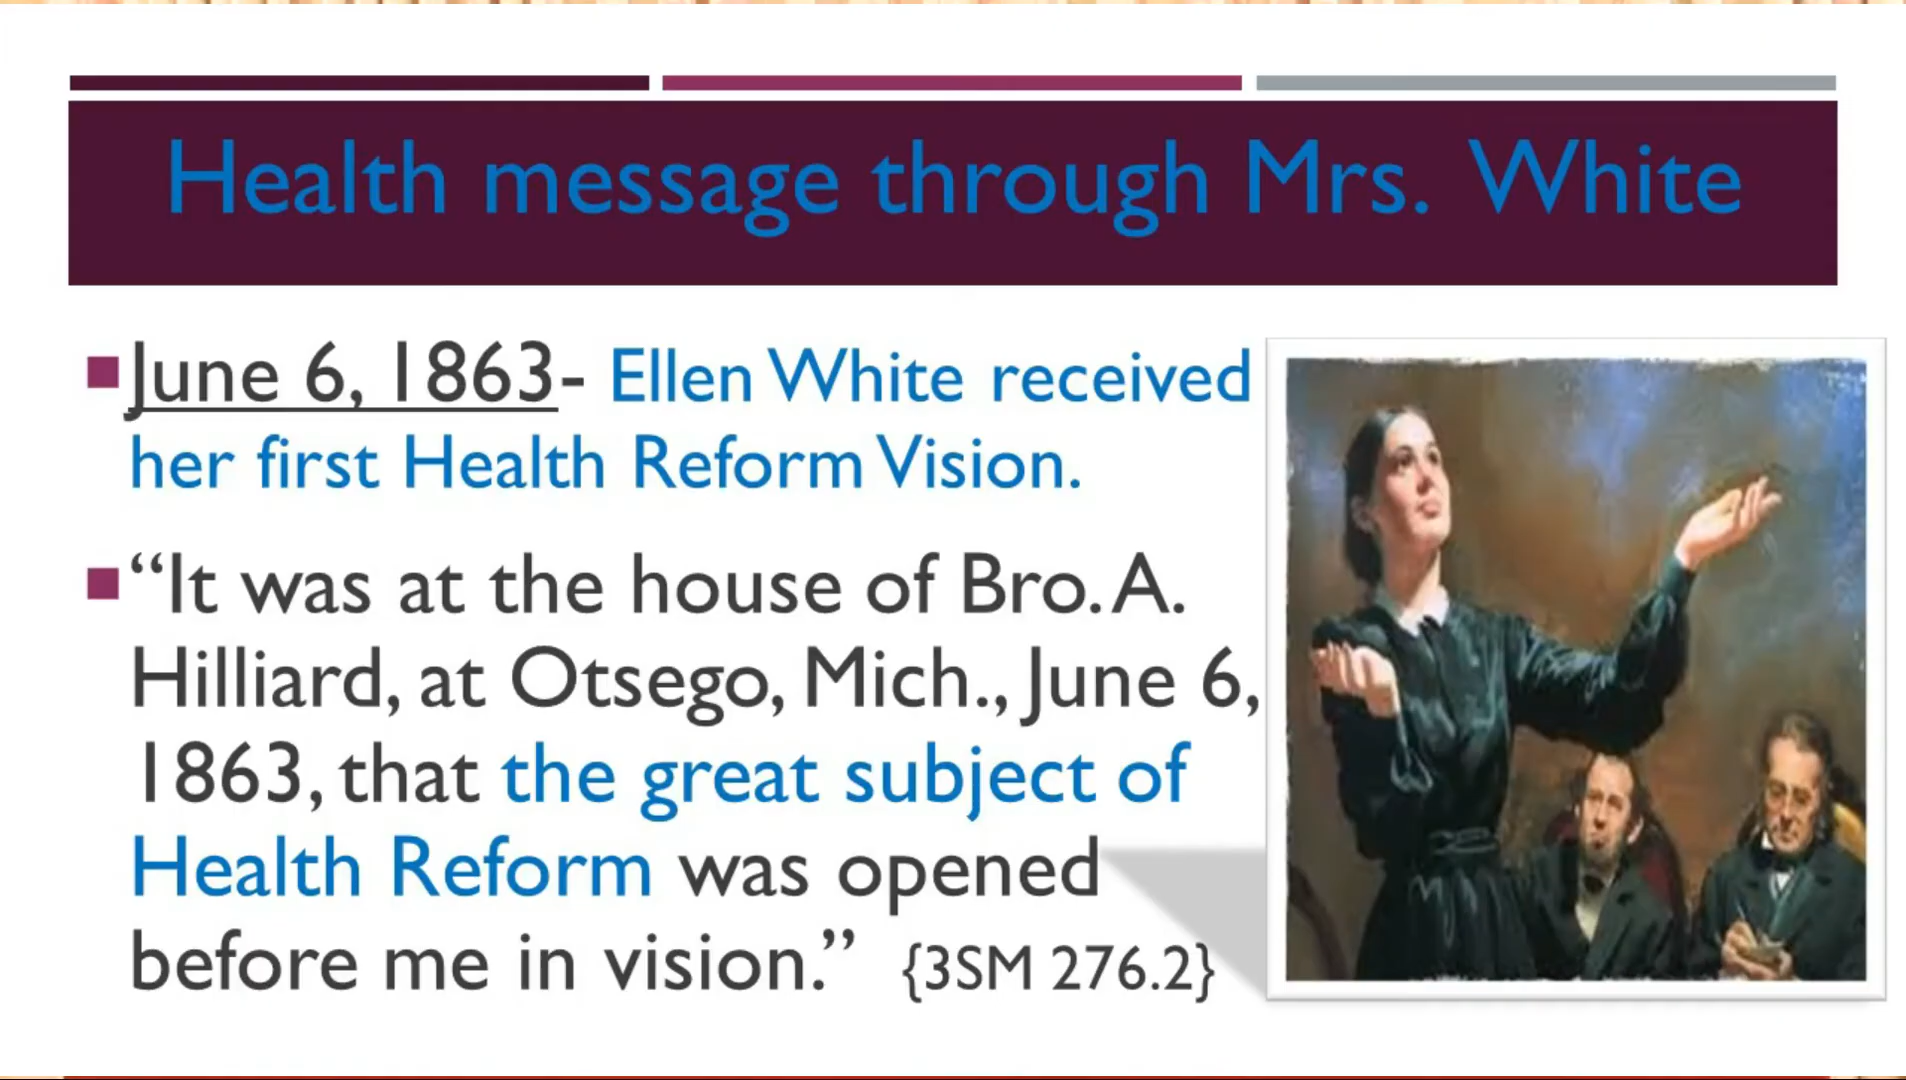 Health message through Mrs. White
June 6, 1863- Ellen White received
her first Health Reform Vision.
“It was at the house of Bro. A.
Hilliard, at Otsego, Mich., June 6,
1863, that the great subject of
Health Reform was opened
before me in vision.” {3SM 276.2}